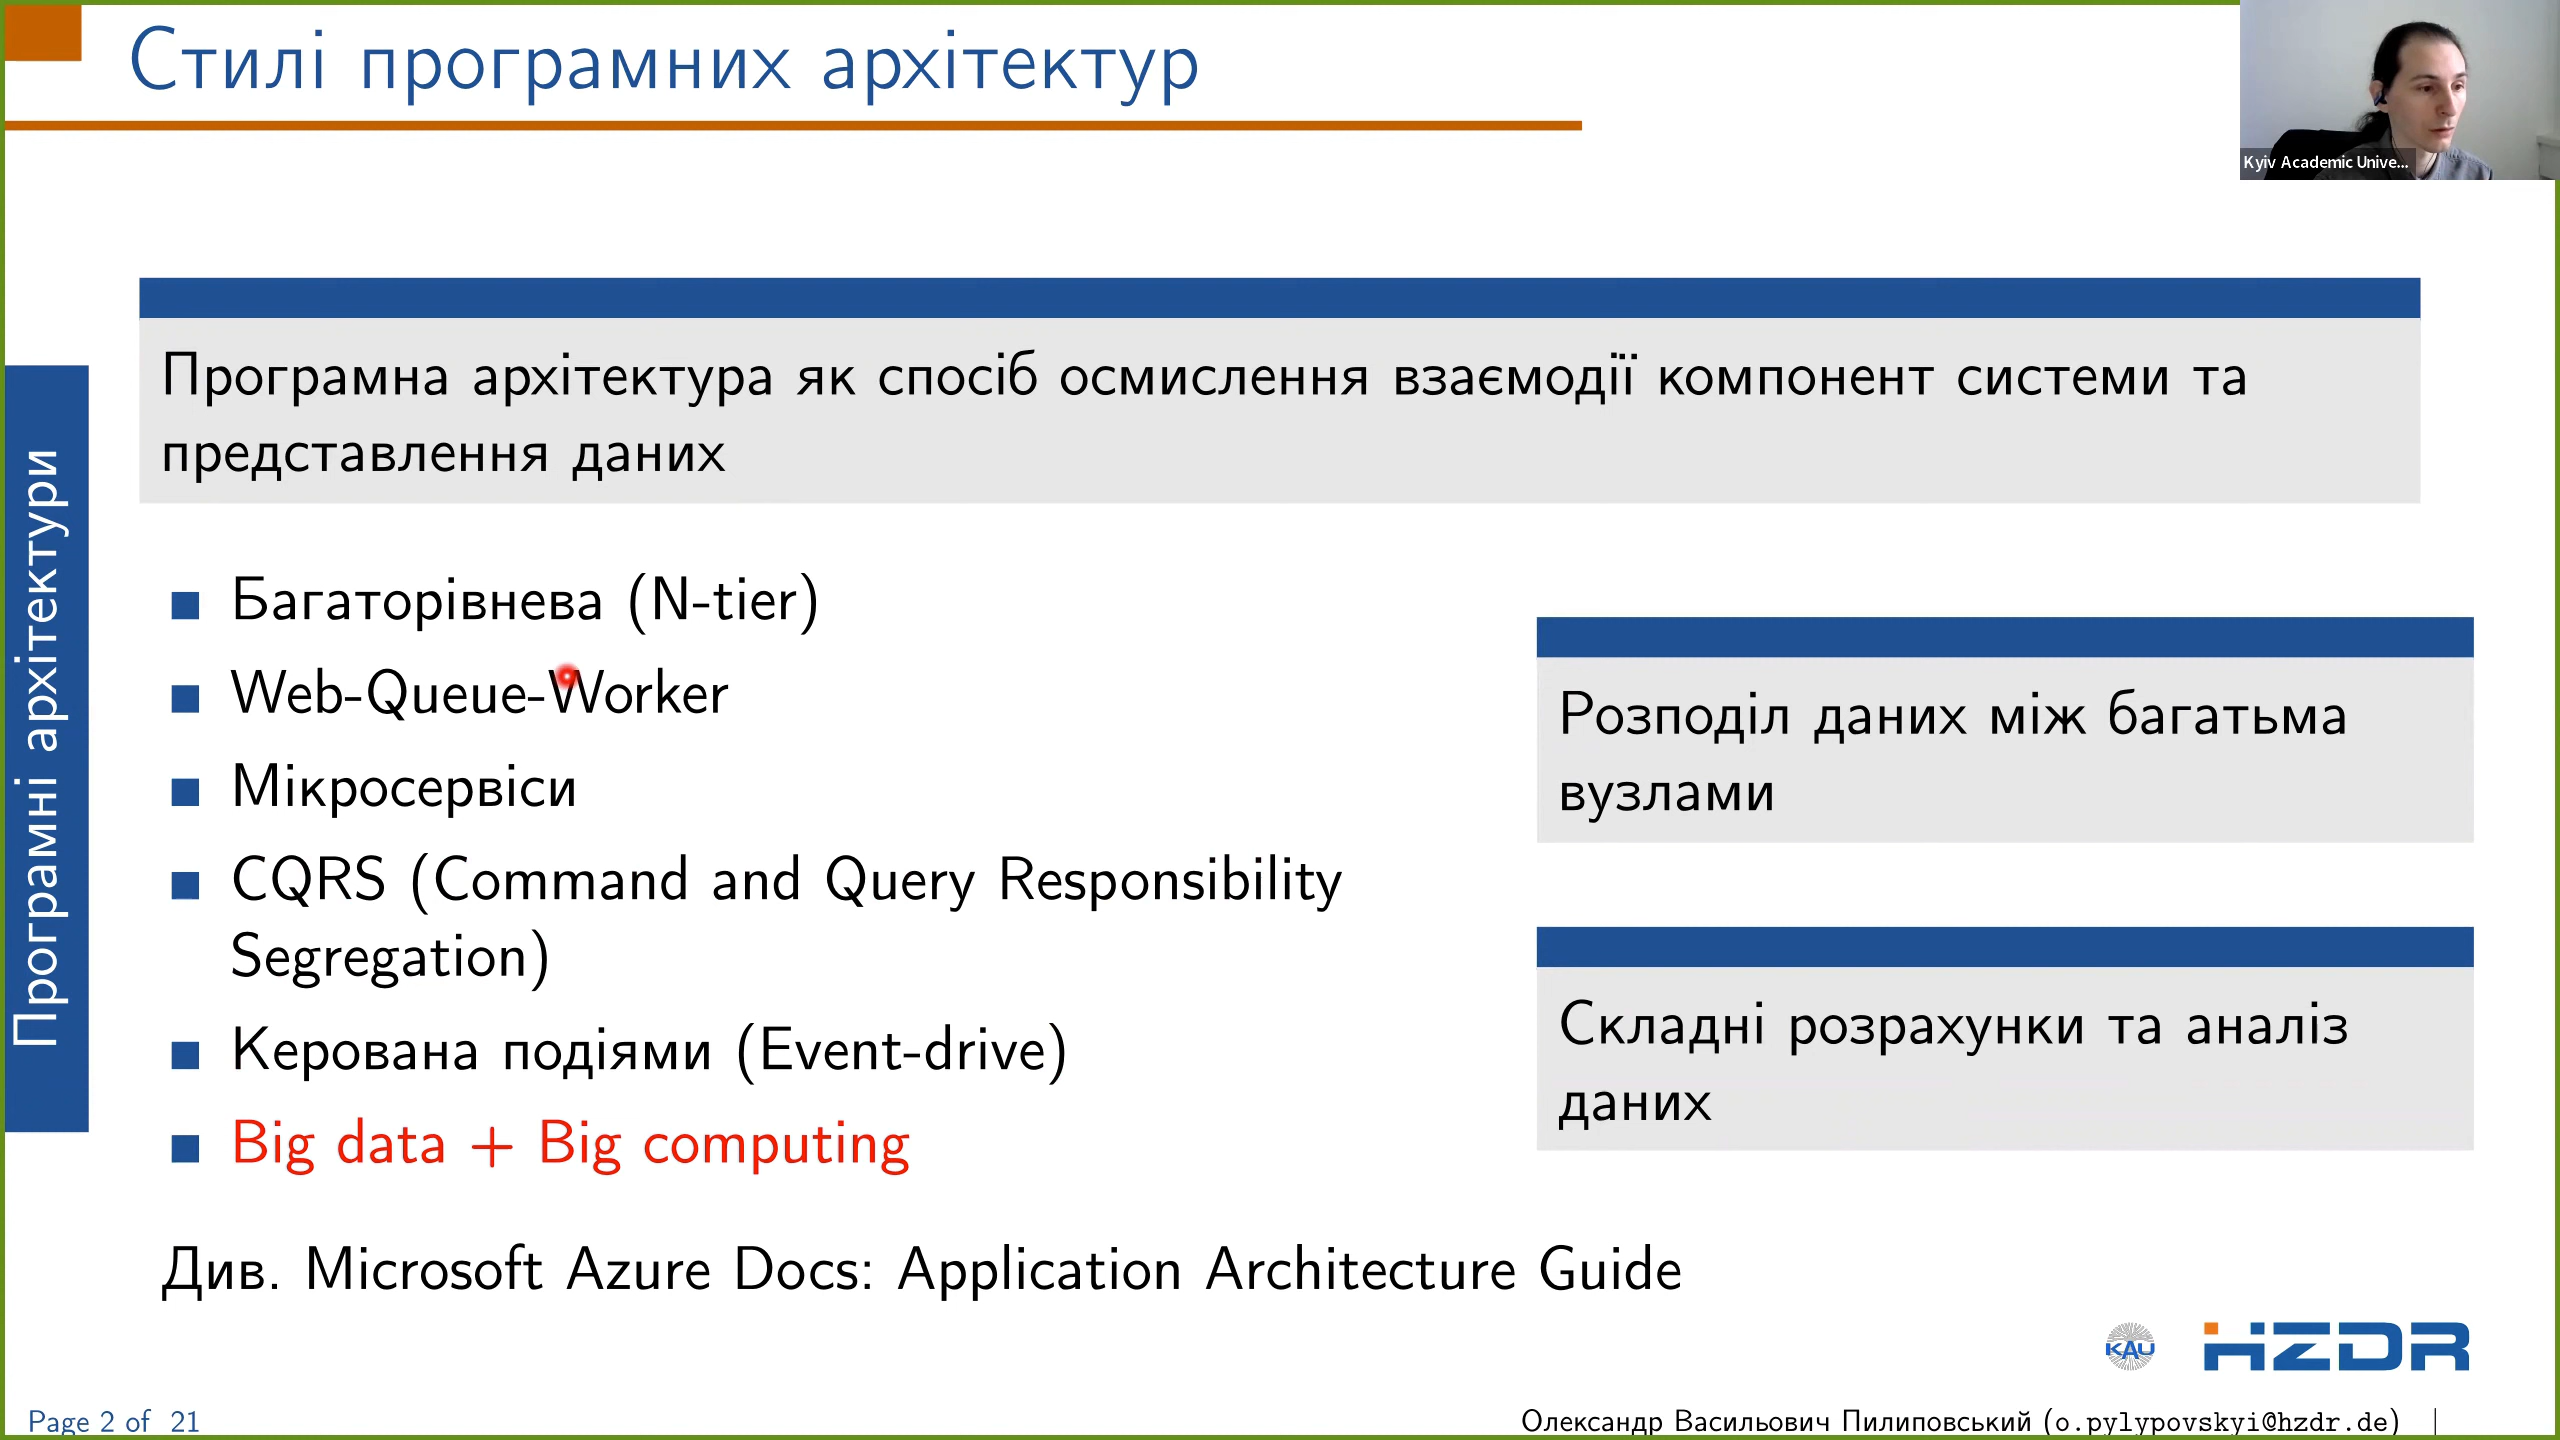 Стилі програмних архітектур
Kyiv Academic Unive...
Програмна архітектура як спосіб осмислення взаємодії компонент системи та
представлення даних
Програмні архітектури
Багаторівнева (N-tier)
Web-Queue-Worker
Мікросервіси
CQRS (Command and Query Responsibility
Segregation)
Керована подіями (Event-drive)
Big data + Big computing
Розподіл даних між багатьма
вузлами
Складні розрахунки та аналіз
даних
Див. Microsoft Azure Docs: Application Architecture Guide
KAU
HZDR
Page 2 of 21
Олександр Васильович Пилиповський (o.pylypovskyi@hzdr.de) |